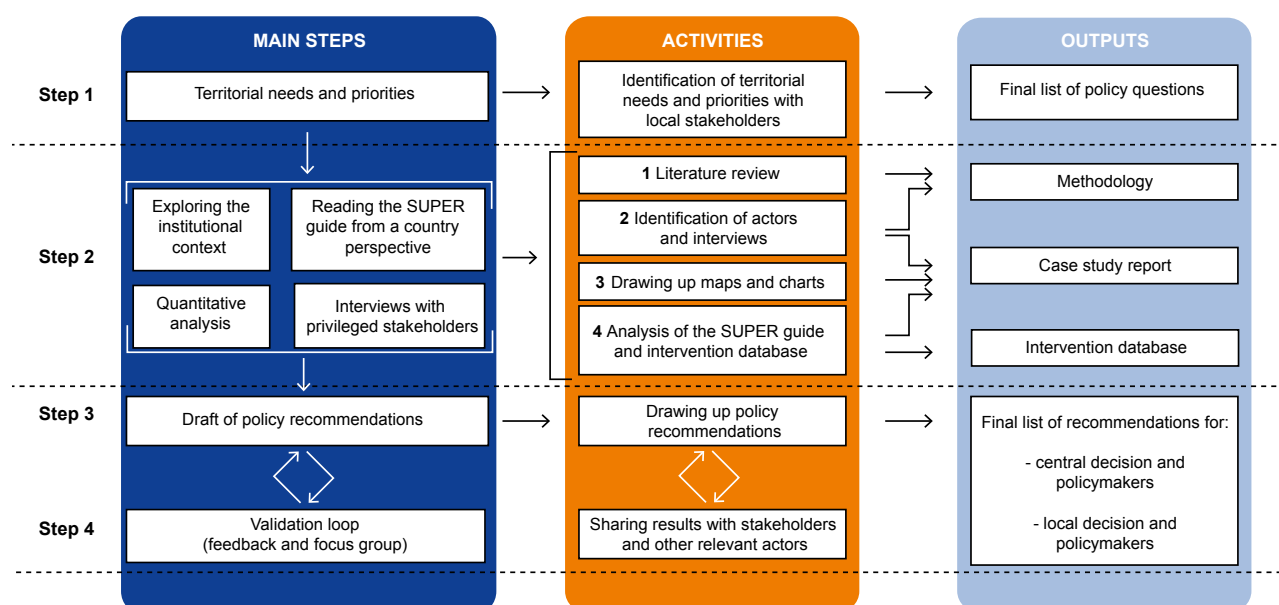 MAIN STEPS
ACTIVITIES
OUTPUTS
Step 1
Territorial needs and priorities
Identification of territorial
needs and priorities with
local stakeholders
Final list of policy questions
Step 2
Exploring the
institutional
context
Reading the SUPER
guide from a country
perspective
Quantitative
analysis
Interviews with
privileged stakeholders
1 Literature review
2 Identification of actors
and interviews
3 Drawing up maps and charts
4 Analysis of the SUPER guide
and intervention database
Methodology
Case study report
Intervention database
Step 3
Draft of policy recommendations
Drawing up policy
recommendations
Final list of recommendations for:
- central decision and
policymakers
- local decision and
policymakers
Step 4
Validation loop
(feedback and focus group)
Sharing results with stakeholders
and other relevant actors